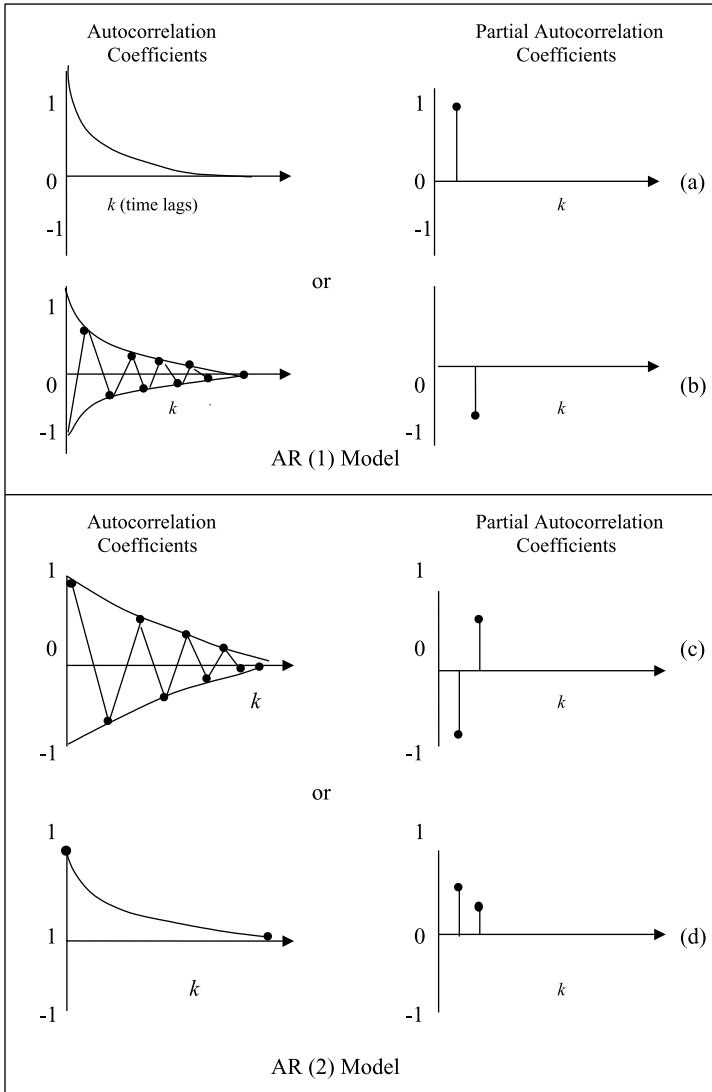 Autocorrelation
Coefficients
Partial Autocorrelation
Coefficients
1
0
-1
k (time lags)
1
0
-1
k
(a)
or
1
0
-1
k
0
-1
k
(b)
AR (1) Model
Autocorrelation
Coefficients
Partial Autocorrelation
Coefficients
1
0
-1
k
1
0
-1
k
(c)
or
1
1
-1
k
1
0
-1
k
(d)
AR (2) Model